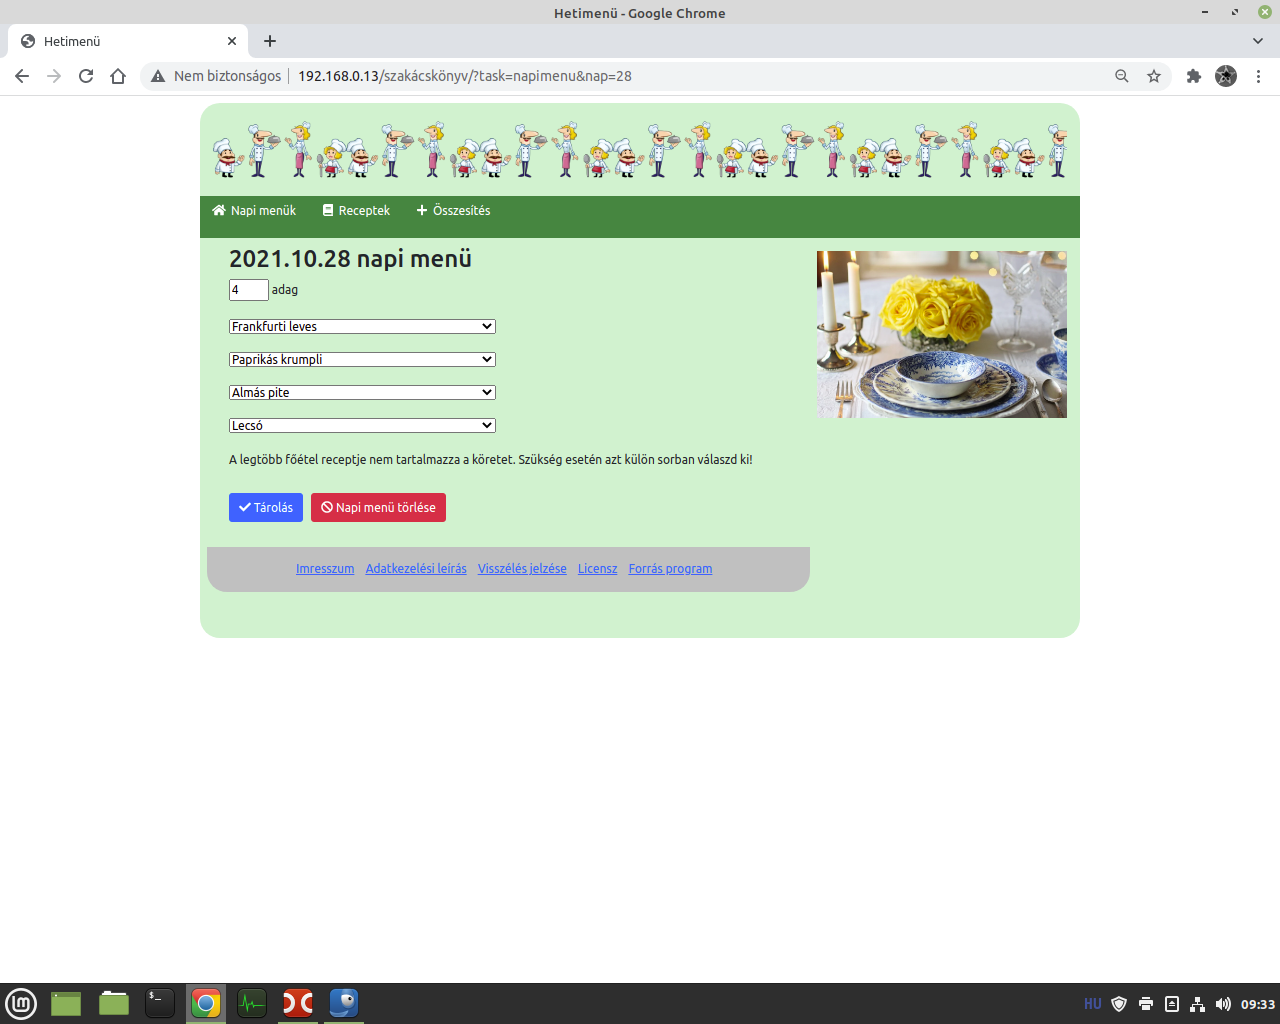 Hetimenü - Google Chrome
Hetimenü
Nem biztonságos 192.168.0.13/szakácskönyv/?task=napimenu&nap=28
Napi menük Receptek Összesítés
2021.10.28 napi menü
4 adag
Frankfurti leves
Paprikás krumpli
Almás pite
Lecsó
A legtöbb főétel receptje nem tartalmazza a köretet. Szükség esetén azt külön sorban válaszd ki!
Tárolás Napi menü törlése
Imresszum Adatkezelési leírás Visszélés jelzése Licensz Forrás program
HU 09:33